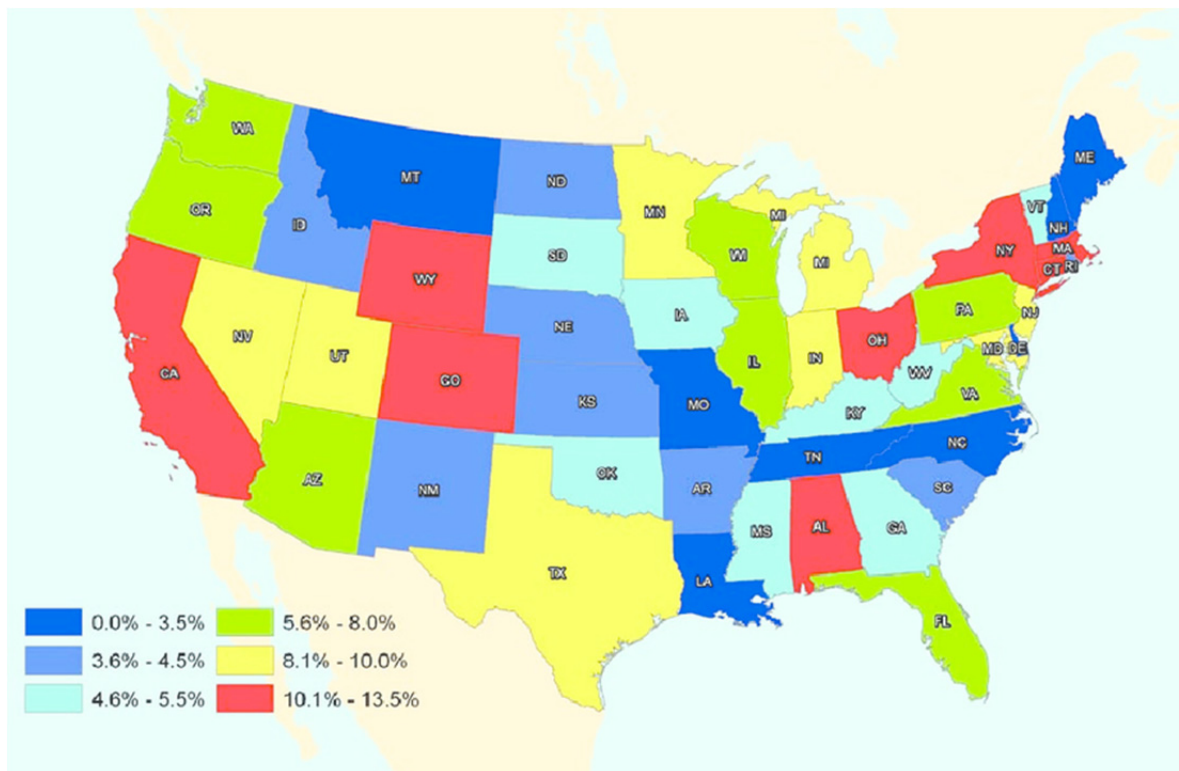 WA
MT
ND
MN
MI
ME
VT
NH
OR
ID
SD
WI
MI
NY
MA
CT
RI
WY
NE
IA
PA
NJ
NV
UT
CO
KS
IL
IN
OH
MD
DE
WV
VA
CA
MO
KY
AZ
NM
OK
AR
TN
NC
SC
MS
AL
GA
TX
LA
FL
0.0% - 3.5%
3.6% - 4.5%
4.6% - 5.5%
5.6% - 8.0%
8.1% - 10.0%
10.1% - 13.5%